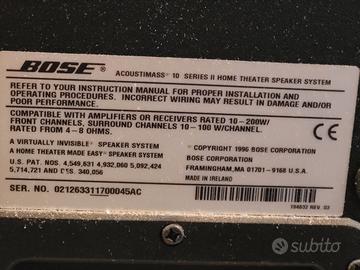 BOSE® ACOUSTIMASS® 10 SERIES II HOME THEATER SPEAKER SYSTEM
REFER TO YOUR INSTRUCTION MANUAL FOR PROPER INSTALLATION AND
OPERATING PROCEDURES. INCORRECT WIRING MAY RESULT IN DAMAGE AND/OR
POOR PERFORMANCE.
COMPATIBLE WITH AMPLIFIERS OR RECEIVERS RATED 10-200W/
FRONT CHANNELS, SURROUND CHANNELS 10-100 W/CHANNEL.
RATED FROM 4-8 OHMS.
CE
A VIRTUALLY INVISIBLE® SPEAKER SYSTEM
A HOME THEATER MADE EASY® SPEAKER SYSTEM
U.S. PAT NOS. 4,549,631 4,932,060 5,092,424
5,714,721 AND DES. 340,056
© COPYRIGHT 1996 BOSE CORPORATION
BOSE CORPORATION
FRAMINGHAM, MA 01701-9168 U.S.A.
MADE IN IRELAND
SER. NO. 021263311700045AC
194632 REV. 03
subito